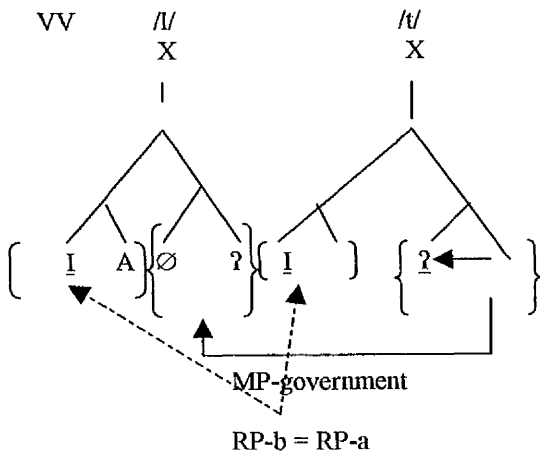 VV /l/ /t/
X X
( I A ) { Ø ʔ } ( I ) { ʔ }
MP-government
RP-b = RP-a